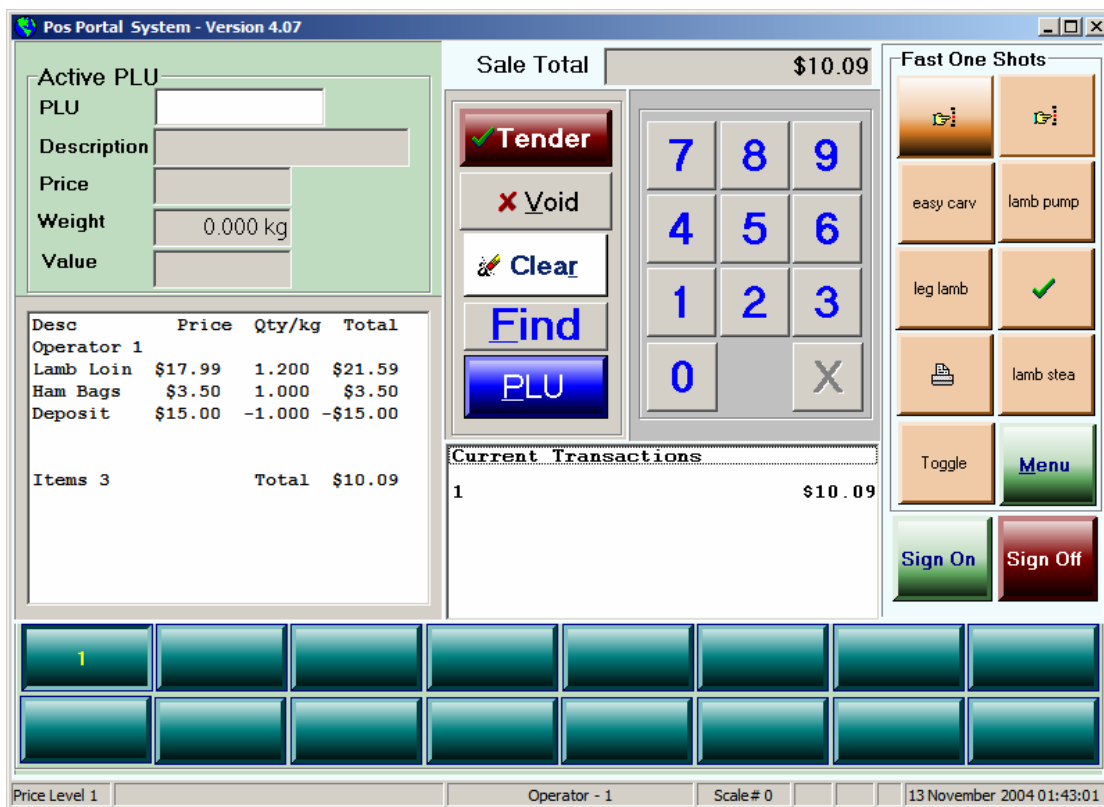 Pos Portal System - Version 4.07
Active PLU
PLU
Description
Price
Weight 0.000 kg
Value
Sale Total $10.09
Tender
Void
Clear
Find
PLU
7 8 9
4 5 6
1 2 3
0 X
Fast One Shots
easy carv lamb pump
leg lamb
lamb stea
Toggle Menu
Sign On Sign Off
Desc Price Qty/kg Total
Operator 1
Lamb Loin $17.99 1.200 $21.59
Ham Bags $3.50 1.000 $3.50
Deposit $15.00 -1.000 -$15.00
Items 3 Total $10.09
Current Transactions
1 $10.09
1
Price Level 1 Operator - 1 Scale# 0 13 November 2004 01:43:01